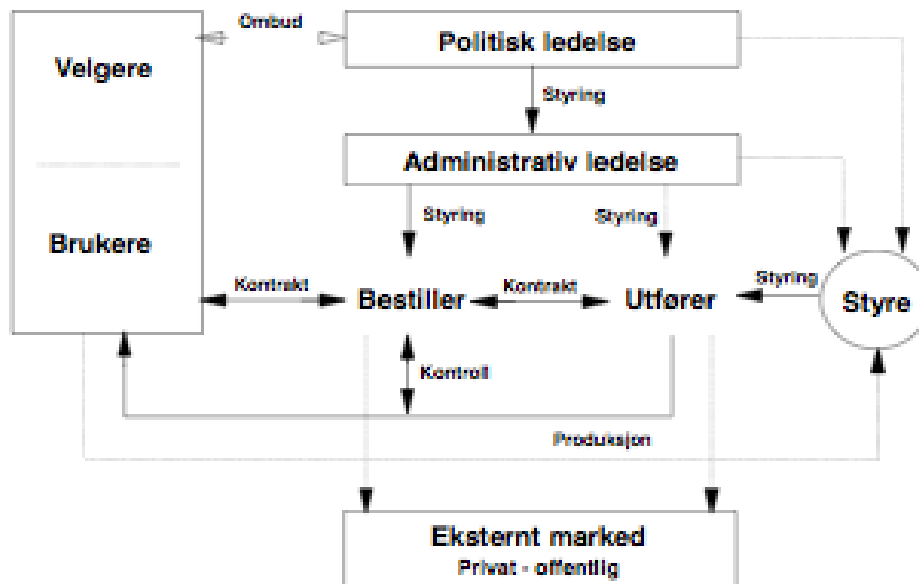 Ombud
Velgere
Politisk ledelse
Styring
Administrativ ledelse
Styring
Styring
Brukere
Kontrakt
Bestiller
Kontrakt
Utfører
Styring
Styre
Kontroll
Produksjon
Eksternt marked
Privat - offentlig